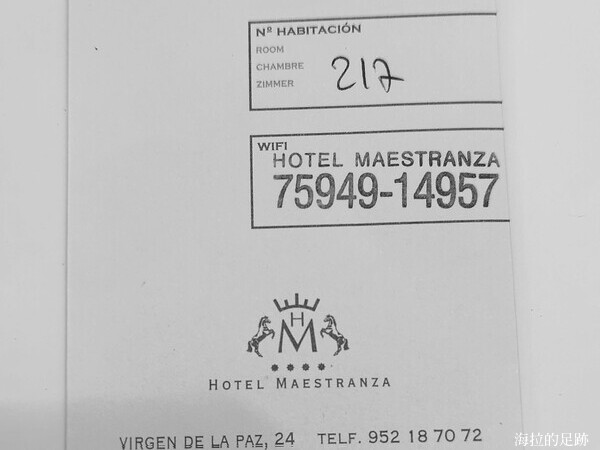 Nº HABITACIÓN
ROOM
CHAMBRE
ZIMMER
217
WIFI
HOTEL MAESTRANZA
75949-14957
H
M
HOTEL MAESTRANZA
VIRGEN DE LA PAZ, 24 TELF. 952 18 70 72
海拉的足跡